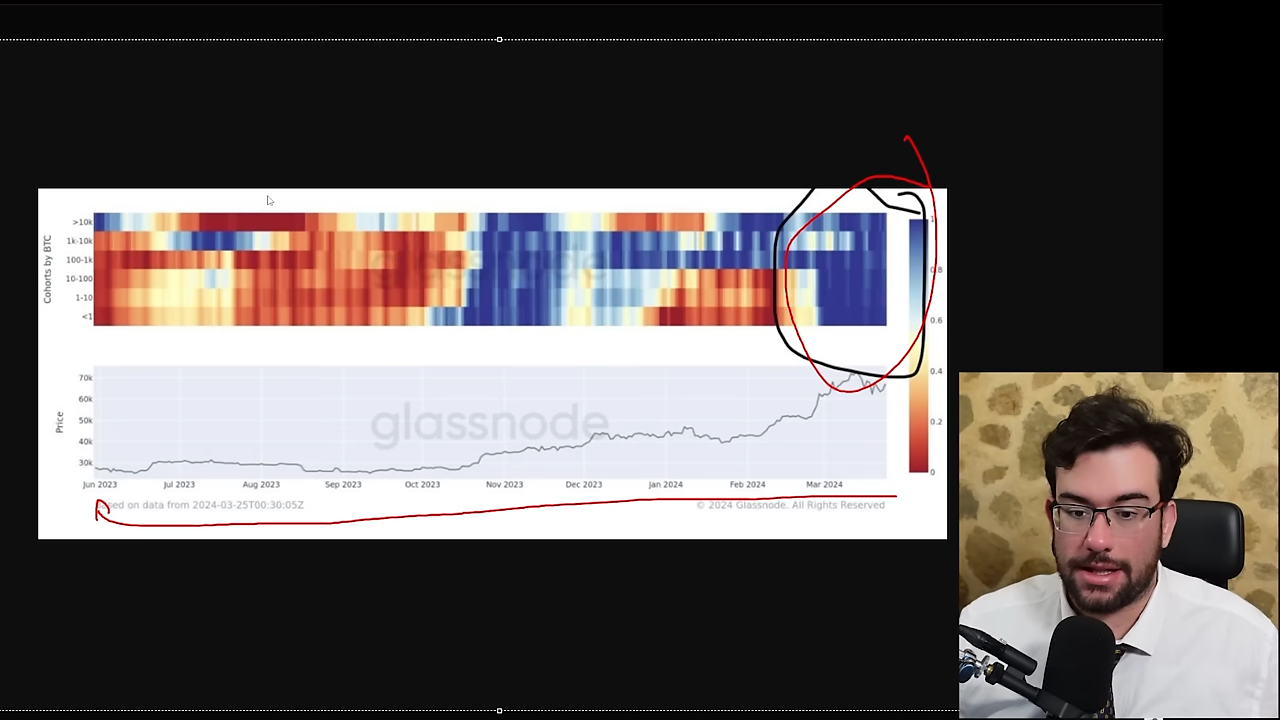 >10k
1k-10k
100-1k
10-100
1-10
<1
Cohorts by BTC
1
0.8
0.6
0.4
0.2
0
glassnode
70k
60k
50k
40k
30k
Price
glassnode
Jun 2023 Jul 2023 Aug 2023 Sep 2023 Oct 2023 Nov 2023 Dec 2023 Jan 2024 Feb 2024 Mar 2024
on data from 2024-03-25T00:30:05Z
© 2024 Glassnode. All Rights Reserved